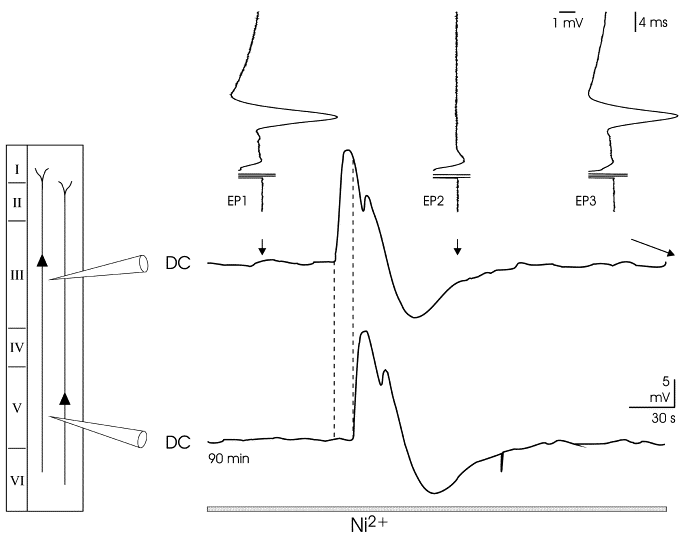 1 mV
4 ms
EP1
EP2
EP3
I
II
III
IV
V
VI
DC
DC
5
mV
30 s
90 min
Ni2+